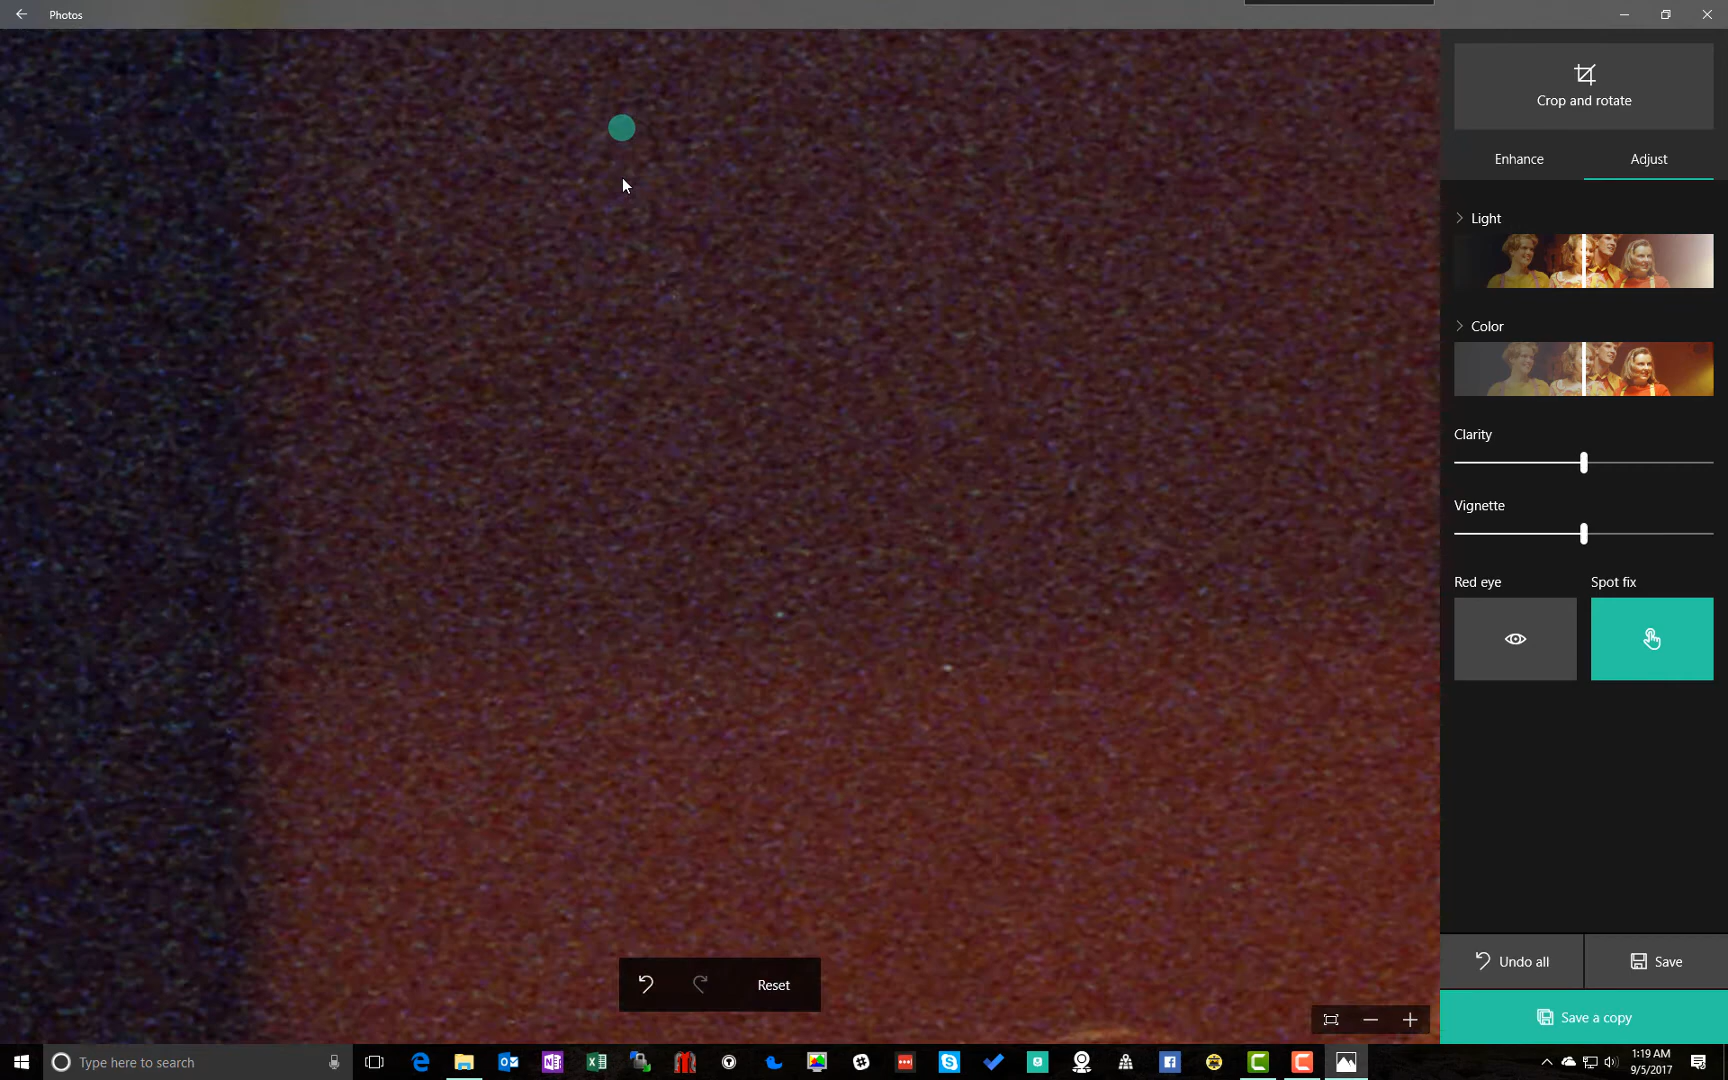 Photos
Crop and rotate
Enhance
Adjust
Light
Color
Clarity
Vignette
Red eye
Spot fix
Reset
Undo all
Save
Save a copy
Type here to search
1:19 AM
9/5/2017